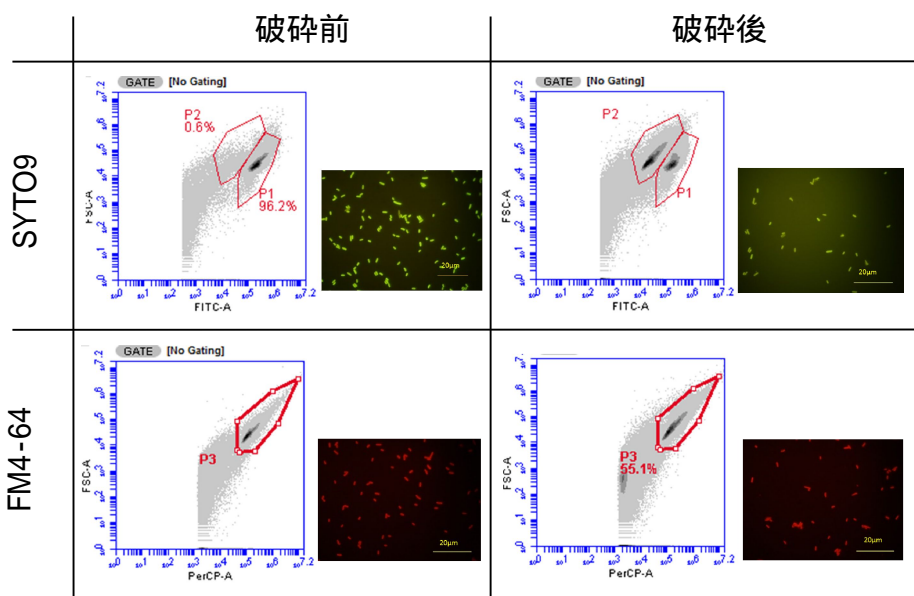 破砕前
破砕後
SYTO9
GATE [No Gating]
P2
0.6%
P1
96.2%
FSC-A
FITC-A
20μm
GATE [No Gating]
P2
P1
FSC-A
FITC-A
20μm
FM4-64
GATE [No Gating]
P3
FSC-A
PerCP-A
20μm
P3
55.1%
FSC-A
PerCP-A
20μm